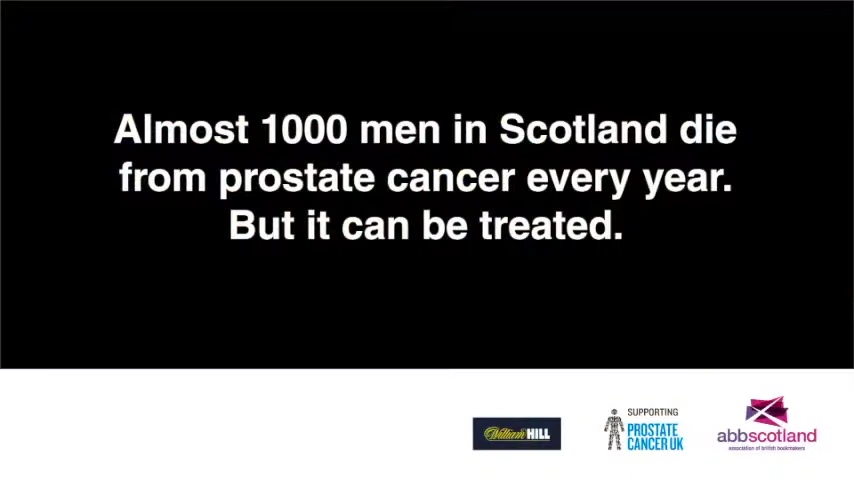 Almost 1000 men in Scotland die
from prostate cancer every year.
But it can be treated.
William HILL
SUPPORTING
PROSTATE
CANCER UK
abbscotland
association of british bookmakers